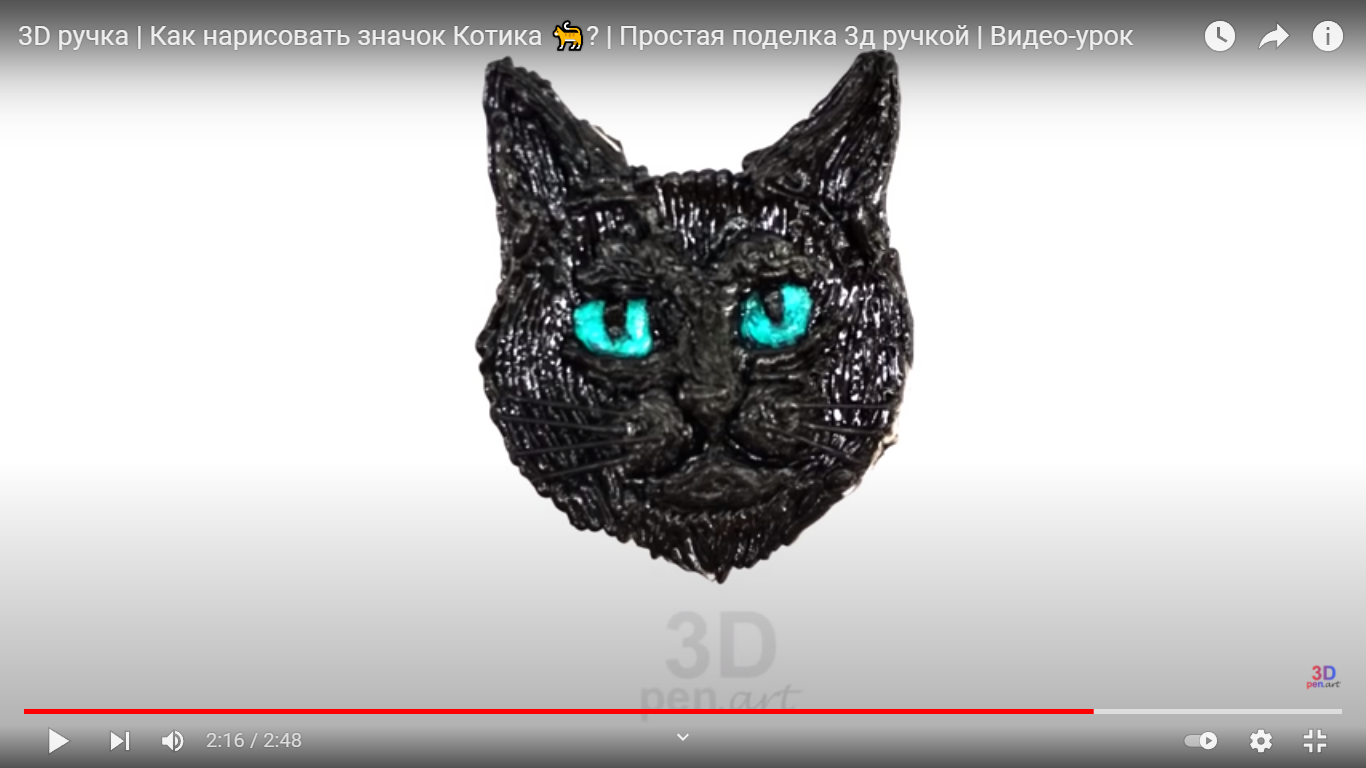 3D ручка | Как нарисовать значок Котика 🐈? | Простая поделка 3д ручкой | Видео-урок
3D
pen.art
3D
pen.art
2:16 / 2:48